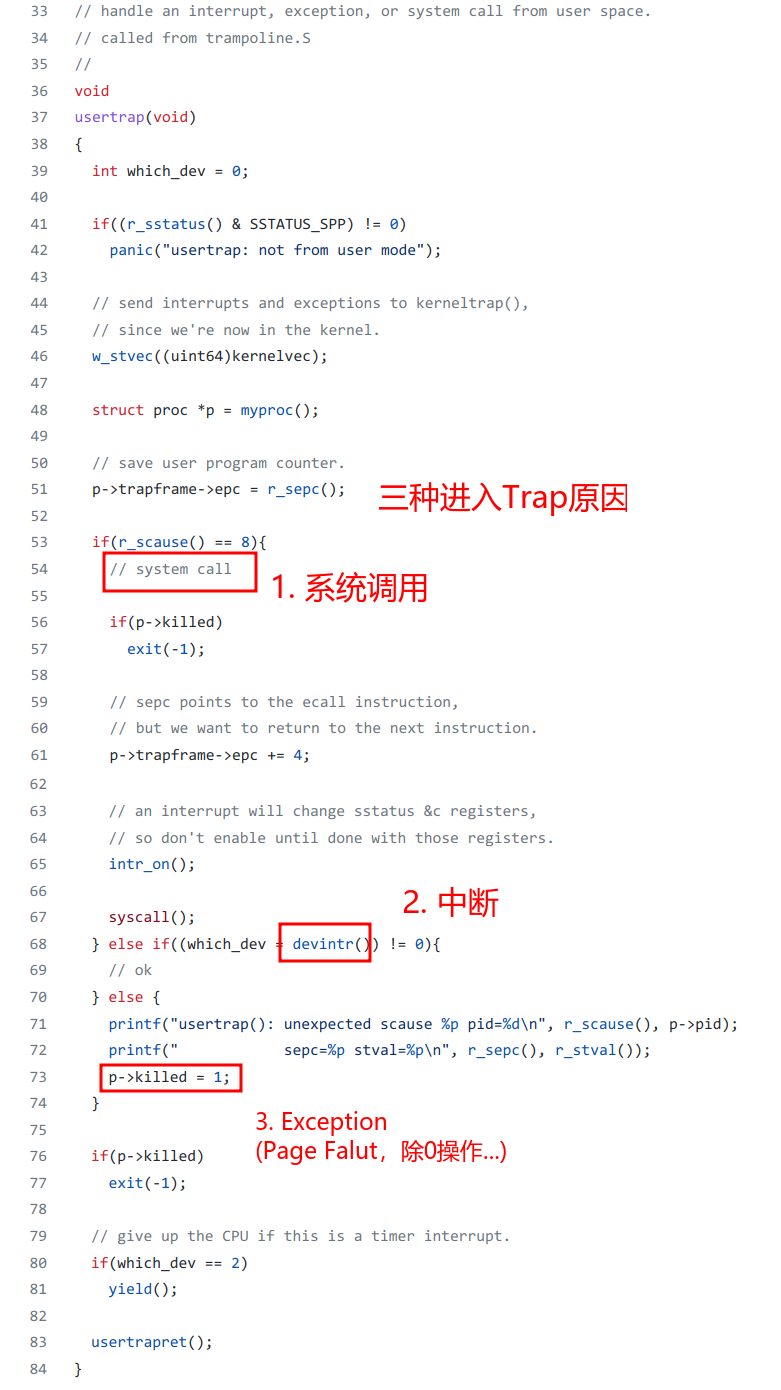 33 // handle an interrupt, exception, or system call from user space.
34 // called from trampoline.S
35 //
36 void
37 usertrap(void)
38 {
39   int which_dev = 0;
40
41   if((r_sstatus() & SSTATUS_SPP) != 0)
42     panic("usertrap: not from user mode");
43
44   // send interrupts and exceptions to kerneltrap(),
45   // since we're now in the kernel.
46   w_stvec((uint64)kernelvec);
47
48   struct proc *p = myproc();
49
50   // save user program counter.
51   p->trapframe->epc = r_sepc();
三种进入Trap原因
52
53   if(r_scause() == 8){
54     // system call
1. 系统调用
55
56     if(p->killed)
57       exit(-1);
58
59     // sepc points to the ecall instruction,
60     // but we want to return to the next instruction.
61     p->trapframe->epc += 4;
62
63     // an interrupt will change sstatus &c registers,
64     // so don't enable until done with those registers.
65     intr_on();
66
2. 中断
67     syscall();
68   } else if((which_dev = devintr()) != 0){
69     // ok
70   } else {
71     printf("usertrap(): unexpected scause %p pid=%d\n", r_scause(), p->pid);
72     printf("            sepc=%p stval=%p\n", r_sepc(), r_stval());
73     p->killed = 1;
74   }
75
3. Exception
(Page Falut，除0操作...)
76   if(p->killed)
77     exit(-1);
78
79   // give up the CPU if this is a timer interrupt.
80   if(which_dev == 2)
81     yield();
82
83   usertrapret();
84 }